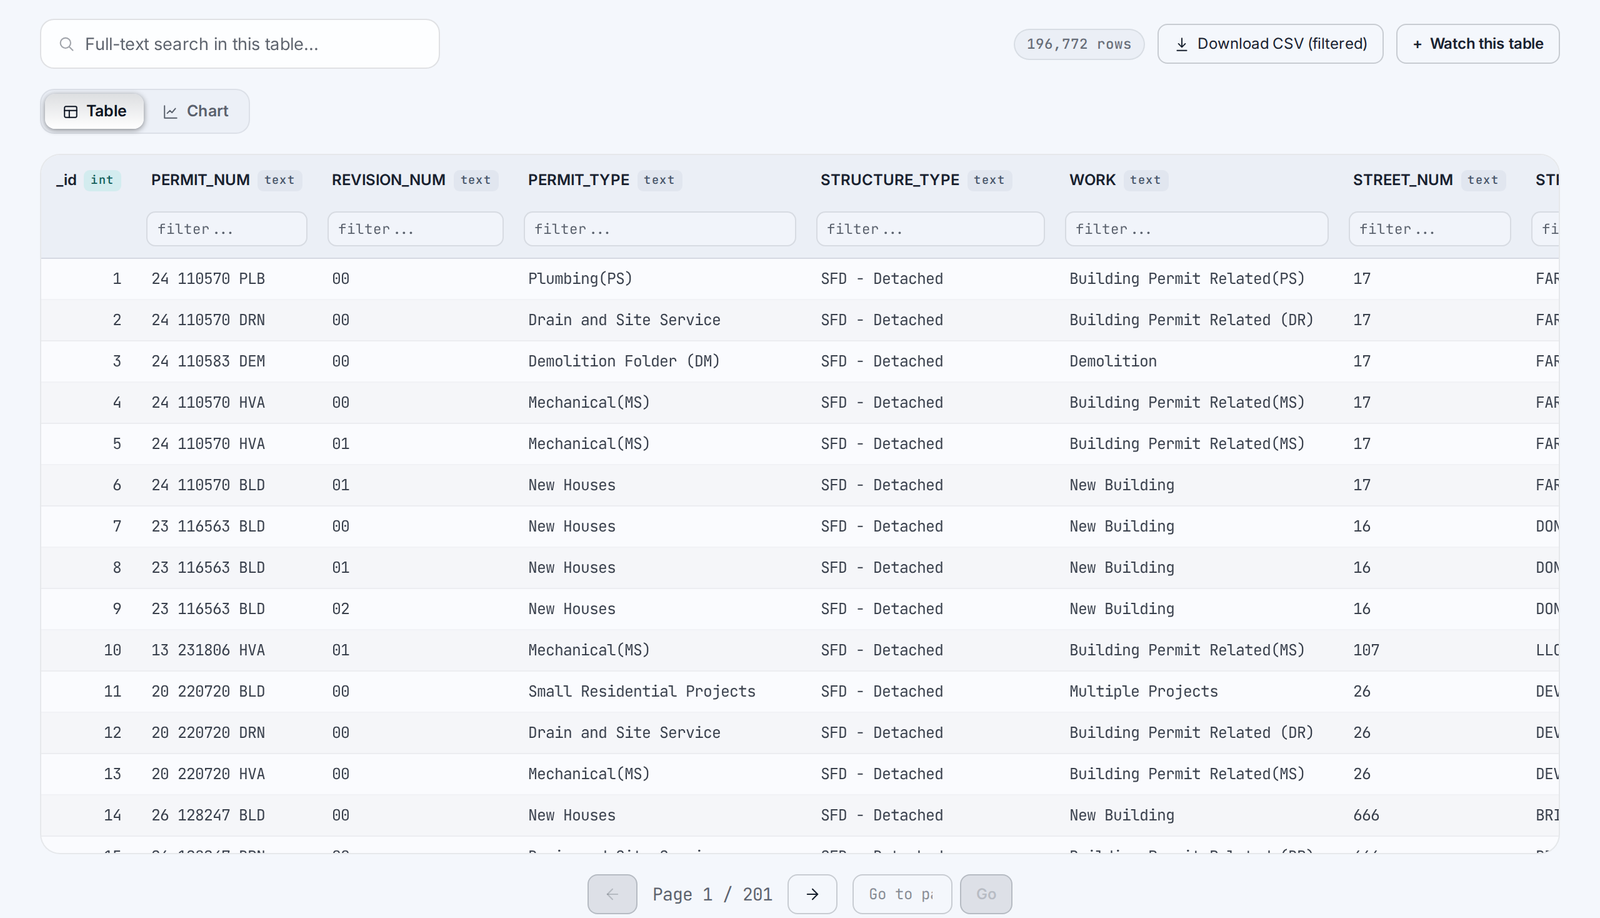 Full-text search in this table...
196,772 rows
Download CSV (filtered)
+ Watch this table
Table
Chart
_id int PERMIT_NUM text REVISION_NUM text PERMIT_TYPE text STRUCTURE_TYPE text WORK text STREET_NUM text
filter... filter... filter... filter... filter... filter...
1 24 110570 PLB 00 Plumbing(PS) SFD - Detached Building Permit Related(PS) 17
2 24 110570 DRN 00 Drain and Site Service SFD - Detached Building Permit Related (DR) 17
3 24 110583 DEM 00 Demolition Folder (DM) SFD - Detached Demolition 17
4 24 110570 HVA 00 Mechanical(MS) SFD - Detached Building Permit Related(MS) 17
5 24 110570 HVA 01 Mechanical(MS) SFD - Detached Building Permit Related(MS) 17
6 24 110570 BLD 01 New Houses SFD - Detached New Building 17
7 23 116563 BLD 00 New Houses SFD - Detached New Building 16
8 23 116563 BLD 01 New Houses SFD - Detached New Building 16
9 23 116563 BLD 02 New Houses SFD - Detached New Building 16
10 13 231806 HVA 01 Mechanical(MS) SFD - Detached Building Permit Related(MS) 107
11 20 220720 BLD 00 Small Residential Projects SFD - Detached Multiple Projects 26
12 20 220720 DRN 00 Drain and Site Service SFD - Detached Building Permit Related (DR) 26
13 20 220720 HVA 00 Mechanical(MS) SFD - Detached Building Permit Related(MS) 26
14 26 128247 BLD 00 New Houses SFD - Detached New Building 666
Page 1 / 201
Go to
Go